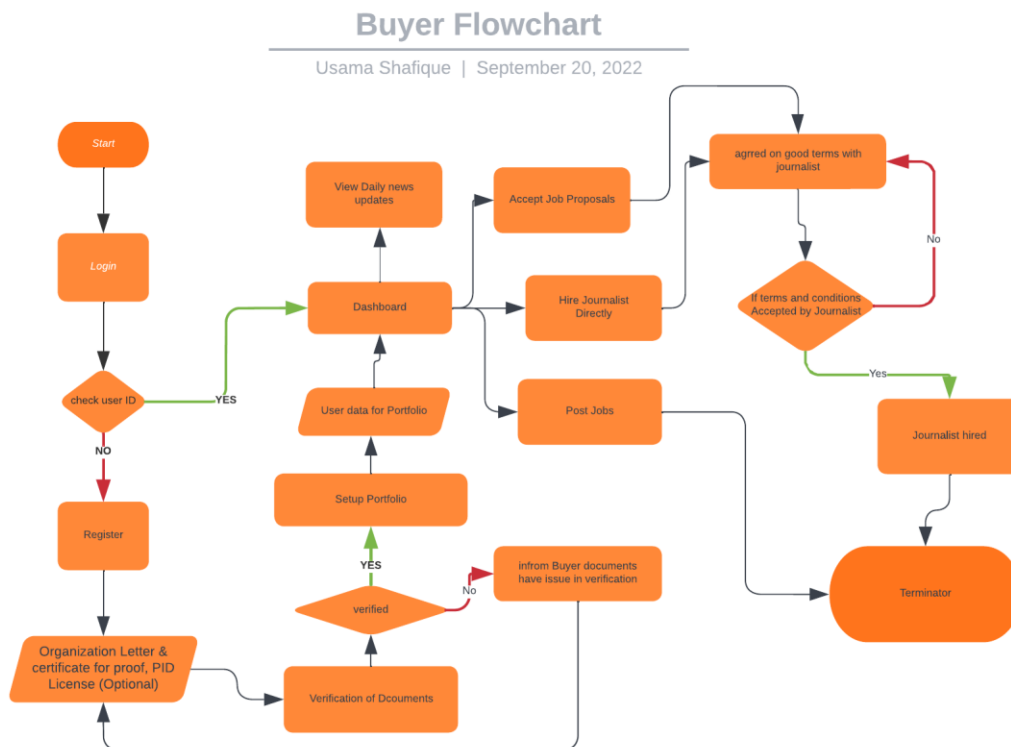 Buyer Flowchart
Usama Shafique | September 20, 2022
Start
Login
check user ID
YES
NO
Register
Organization Letter &
certificate for proof, PID
License (Optional)
Verification of Dcouments
verified
YES
No
infrom Buyer documents
have issue in verification
Setup Portfolio
User data for Portfolio
Dashboard
View Daily news
updates
Accept Job Proposals
Hire Journalist
Directly
Post Jobs
agrred on good terms with
journalist
If terms and conditions
Accepted by Journalist
No
Yes
Journalist hired
Terminator